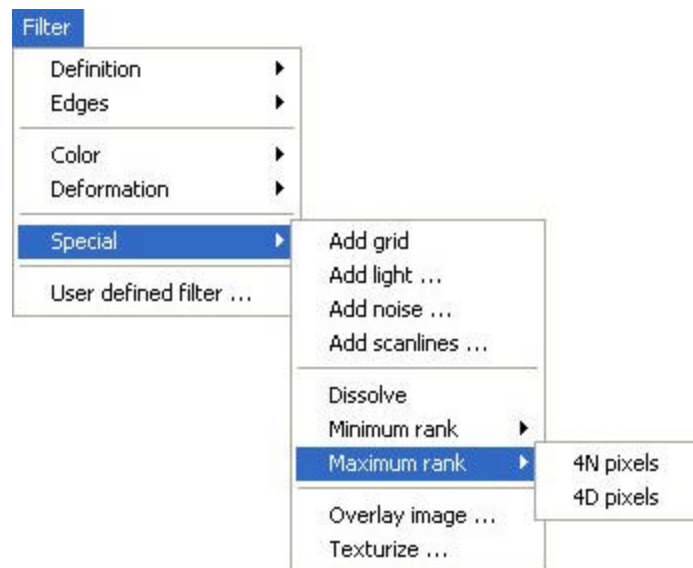 Filter
Definition
Edges
Color
Deformation
Special
User defined filter ...
Add grid
Add light ...
Add noise ...
Add scanlines ...
Dissolve
Minimum rank
Maximum rank
Overlay image ...
Texturize ...
4N pixels
4D pixels